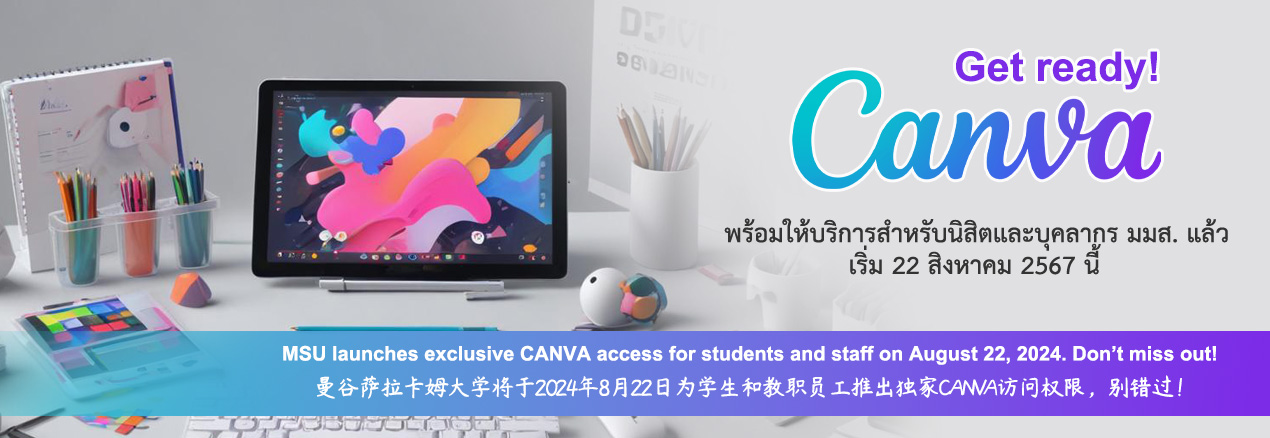 Get ready!
Canva
พร้อมให้บริการสำหรับนิสิตและบุคลากร มมส. แล้ว
เริ่ม 22 สิงหาคม 2567 นี้
MSU launches exclusive CANVA access for students and staff on August 22, 2024. Don’t miss out!
曼谷萨拉卡姆大学将于2024年8月22日为学生和教职员工推出独家CANVA访问权限，别错过！